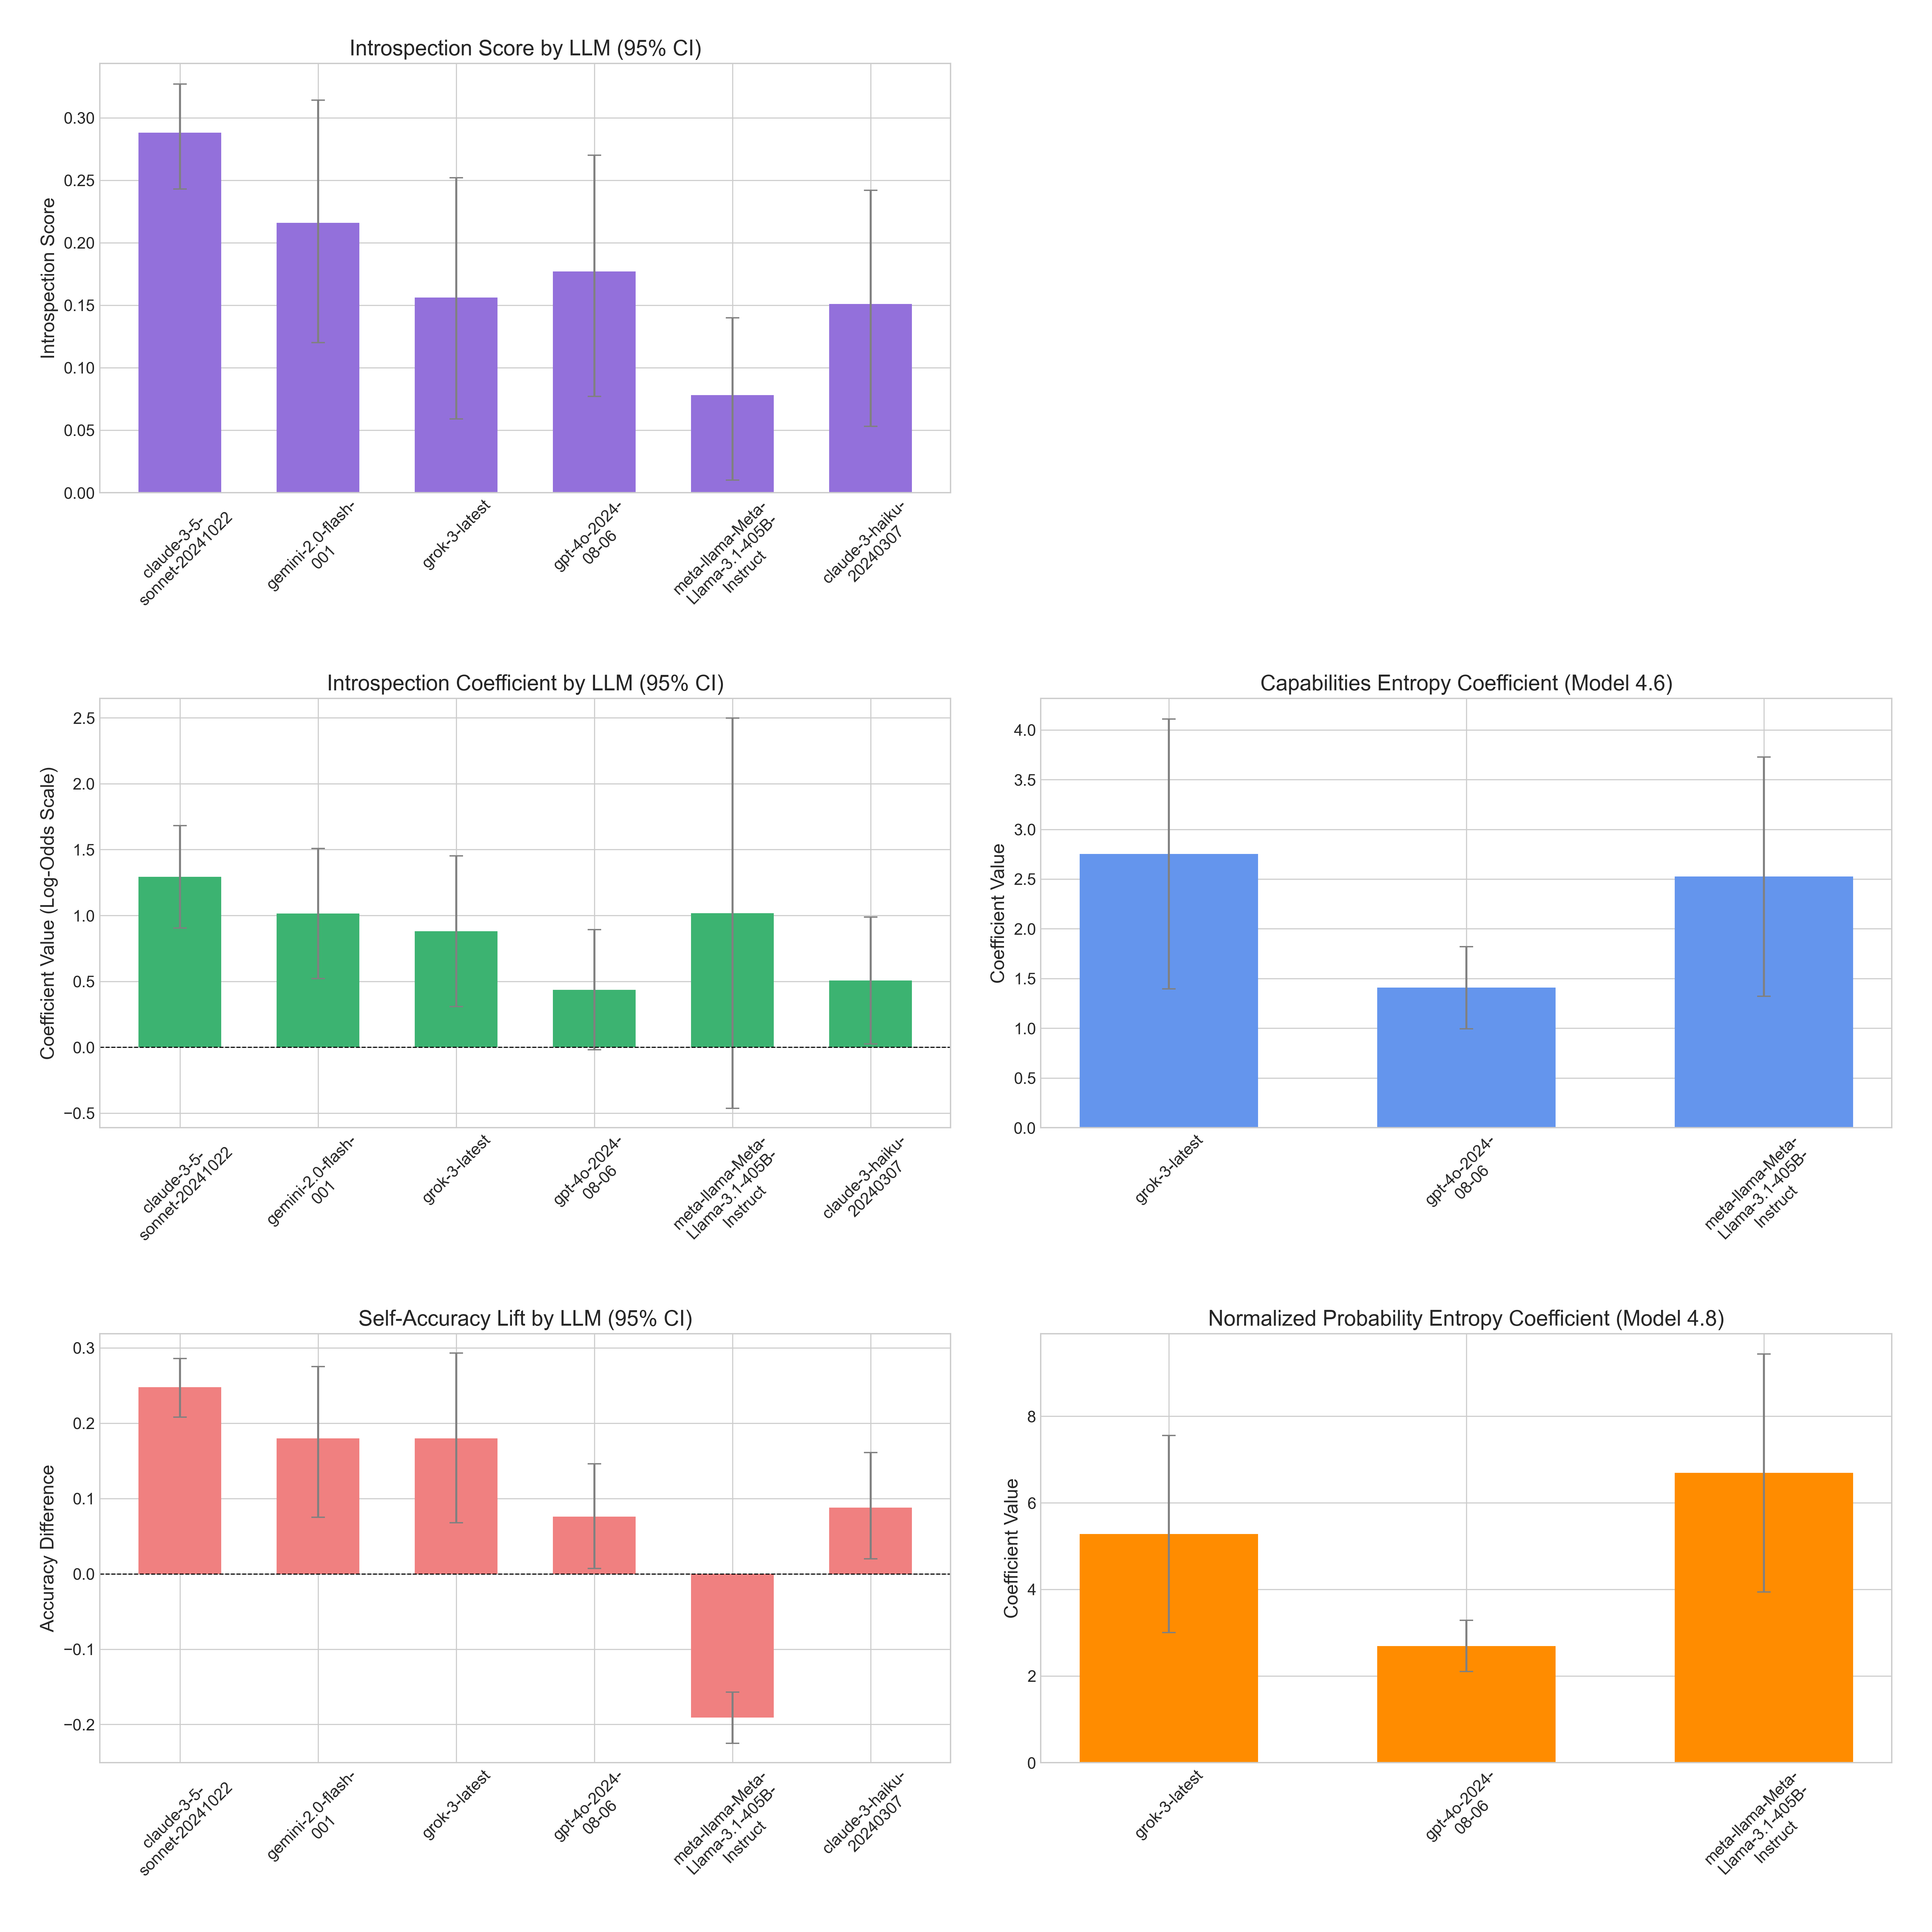 Introspection Score by LLM (95% CI)
Introspection Score
0.30
0.25
0.20
0.15
0.10
0.05
0.00
claude-3-5-
sonnet-20241022
gemini-2.0-flash-
001
grok-3-latest
gpt-4o-2024-
08-06
meta-llama-Meta-
Llama-3.1-405B-
Instruct
claude-3-haiku-
20240307
Introspection Coefficient by LLM (95% CI)
Coefficient Value (Log-Odds Scale)
2.5
2.0
1.5
1.0
0.5
0.0
−0.5
claude-3-5-
sonnet-20241022
gemini-2.0-flash-
001
grok-3-latest
gpt-4o-2024-
08-06
meta-llama-Meta-
Llama-3.1-405B-
Instruct
claude-3-haiku-
20240307
Capabilities Entropy Coefficient (Model 4.6)
Coefficient Value
4.0
3.5
3.0
2.5
2.0
1.5
1.0
0.5
0.0
grok-3-latest
gpt-4o-2024-
08-06
meta-llama-Meta-
Llama-3.1-405B-
Instruct
Self-Accuracy Lift by LLM (95% CI)
Accuracy Difference
0.3
0.2
0.1
0.0
−0.1
−0.2
claude-3-5-
sonnet-20241022
gemini-2.0-flash-
001
grok-3-latest
gpt-4o-2024-
08-06
meta-llama-Meta-
Llama-3.1-405B-
Instruct
claude-3-haiku-
20240307
Normalized Probability Entropy Coefficient (Model 4.8)
Coefficient Value
8
6
4
2
0
grok-3-latest
gpt-4o-2024-
08-06
meta-llama-Meta-
Llama-3.1-405B-
Instruct